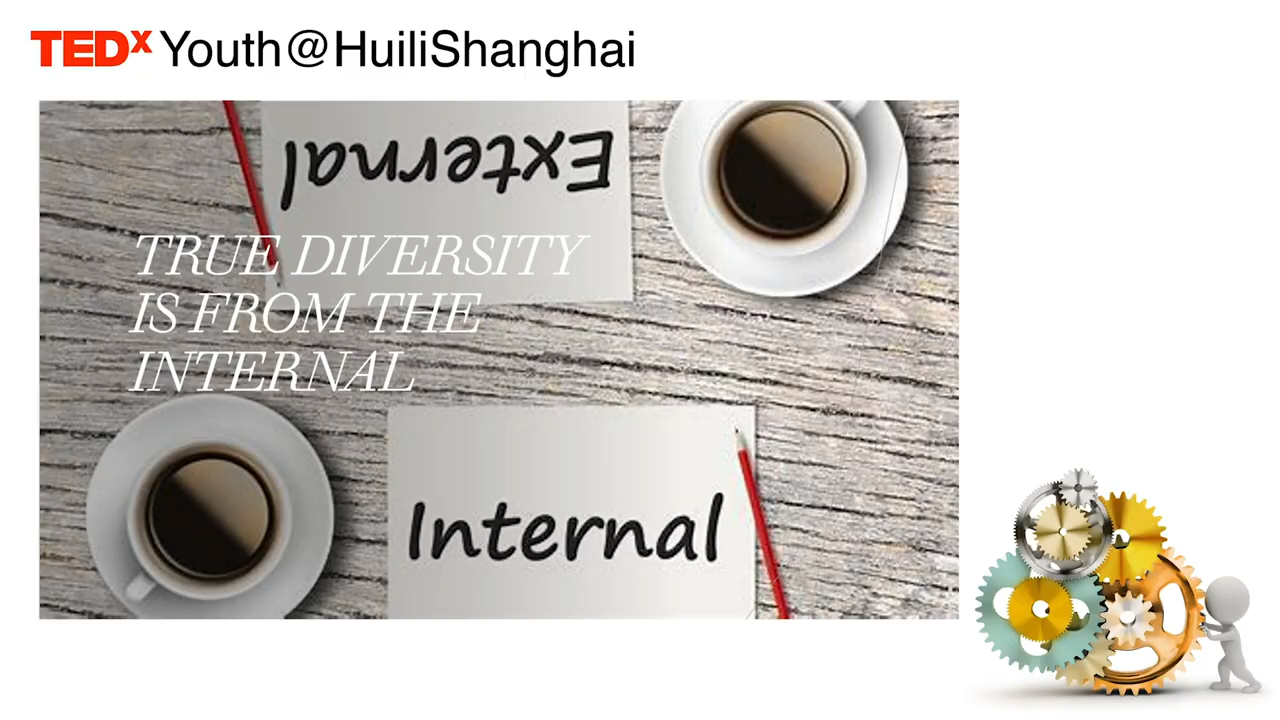 TEDx Youth@HuiliShanghai
External
TRUE DIVERSITY
IS FROM THE
INTERNAL
Internal